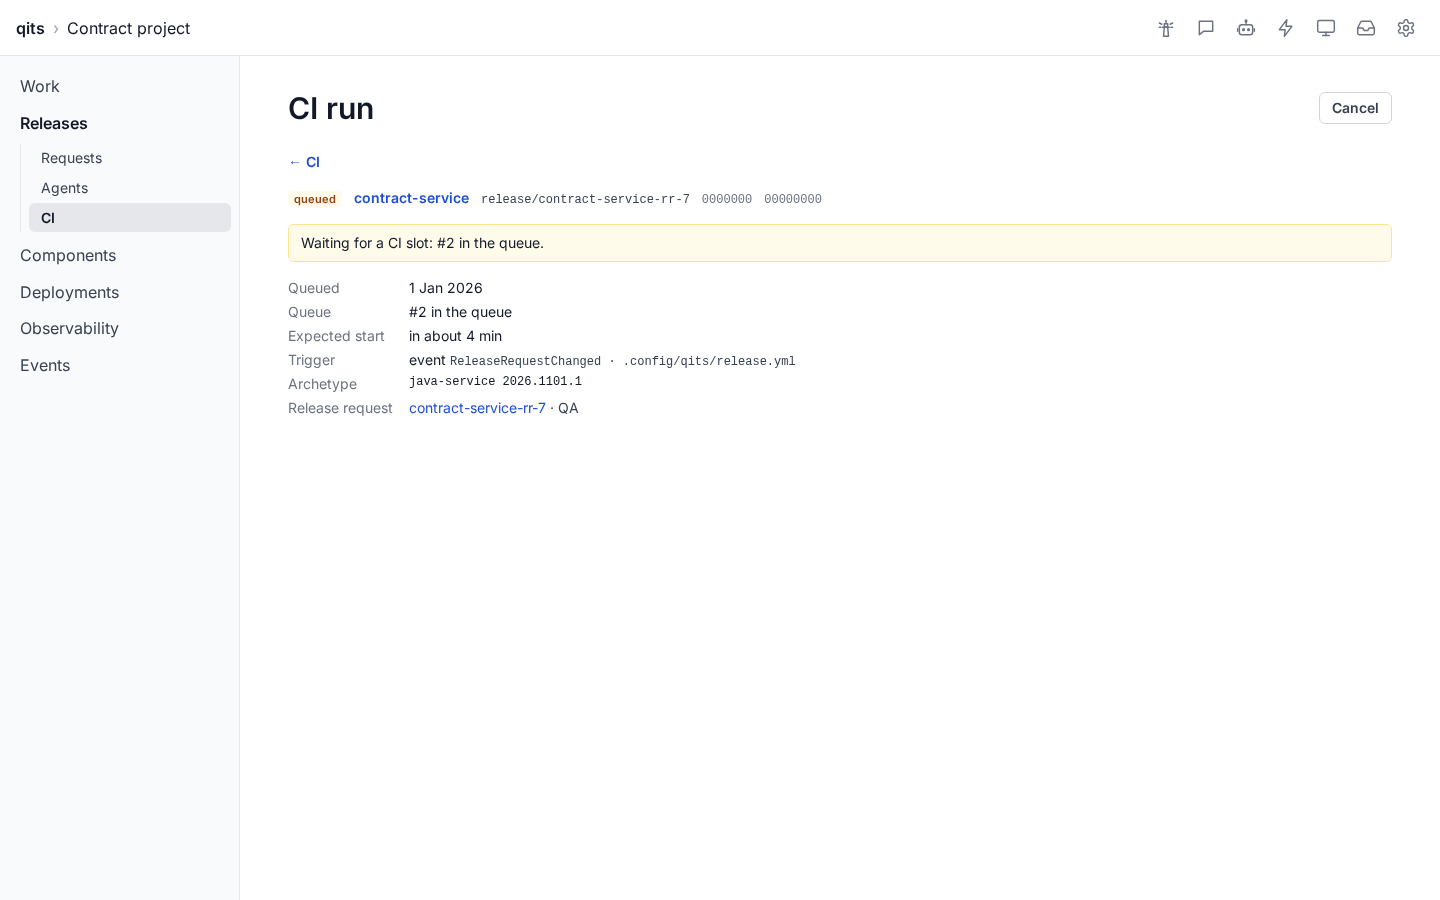 qits › Contract project
Work
Releases
Requests
Agents
CI
Components
Deployments
Observability
Events
CI run
Cancel
← CI
queued contract-service release/contract-service-rr-7 0000000 00000000
Waiting for a CI slot: #2 in the queue.
Queued 1 Jan 2026
Queue #2 in the queue
Expected start in about 4 min
Trigger event ReleaseRequestChanged · .config/qits/release.yml
Archetype java-service 2026.1101.1
Release request contract-service-rr-7 · QA